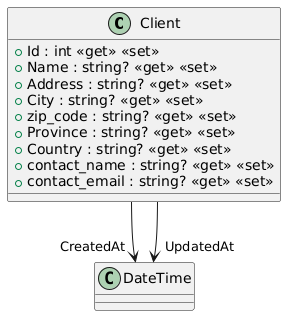 C Client
Id : int «get» «set»
Name : string? «get» «set»
Address : string? «get» «set»
City : string? «get» «set»
zip_code : string? «get» «set»
Province : string? «get» «set»
Country : string? «get» «set»
contact_name : string? «get» «set»
contact_email : string? «get» «set»
CreatedAt UpdatedAt
C DateTime